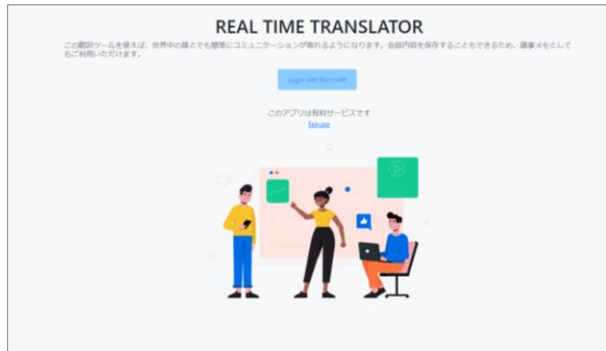 REAL TIME TRANSLATOR
この翻訳ツールを使えば、世界中の誰とでも簡単にコミュニケーションが取れるようになります。会話内容を保存することもできるため、議事メモとして
もご利用いただけます。
Login with Microsoft
このアプリは有料サービスです
fairuse